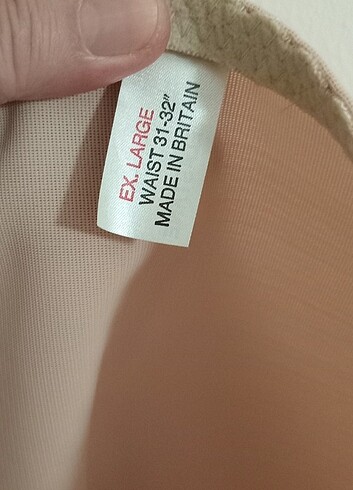 EX. LARGE
WAIST 31-32"
MADE IN BRITAIN